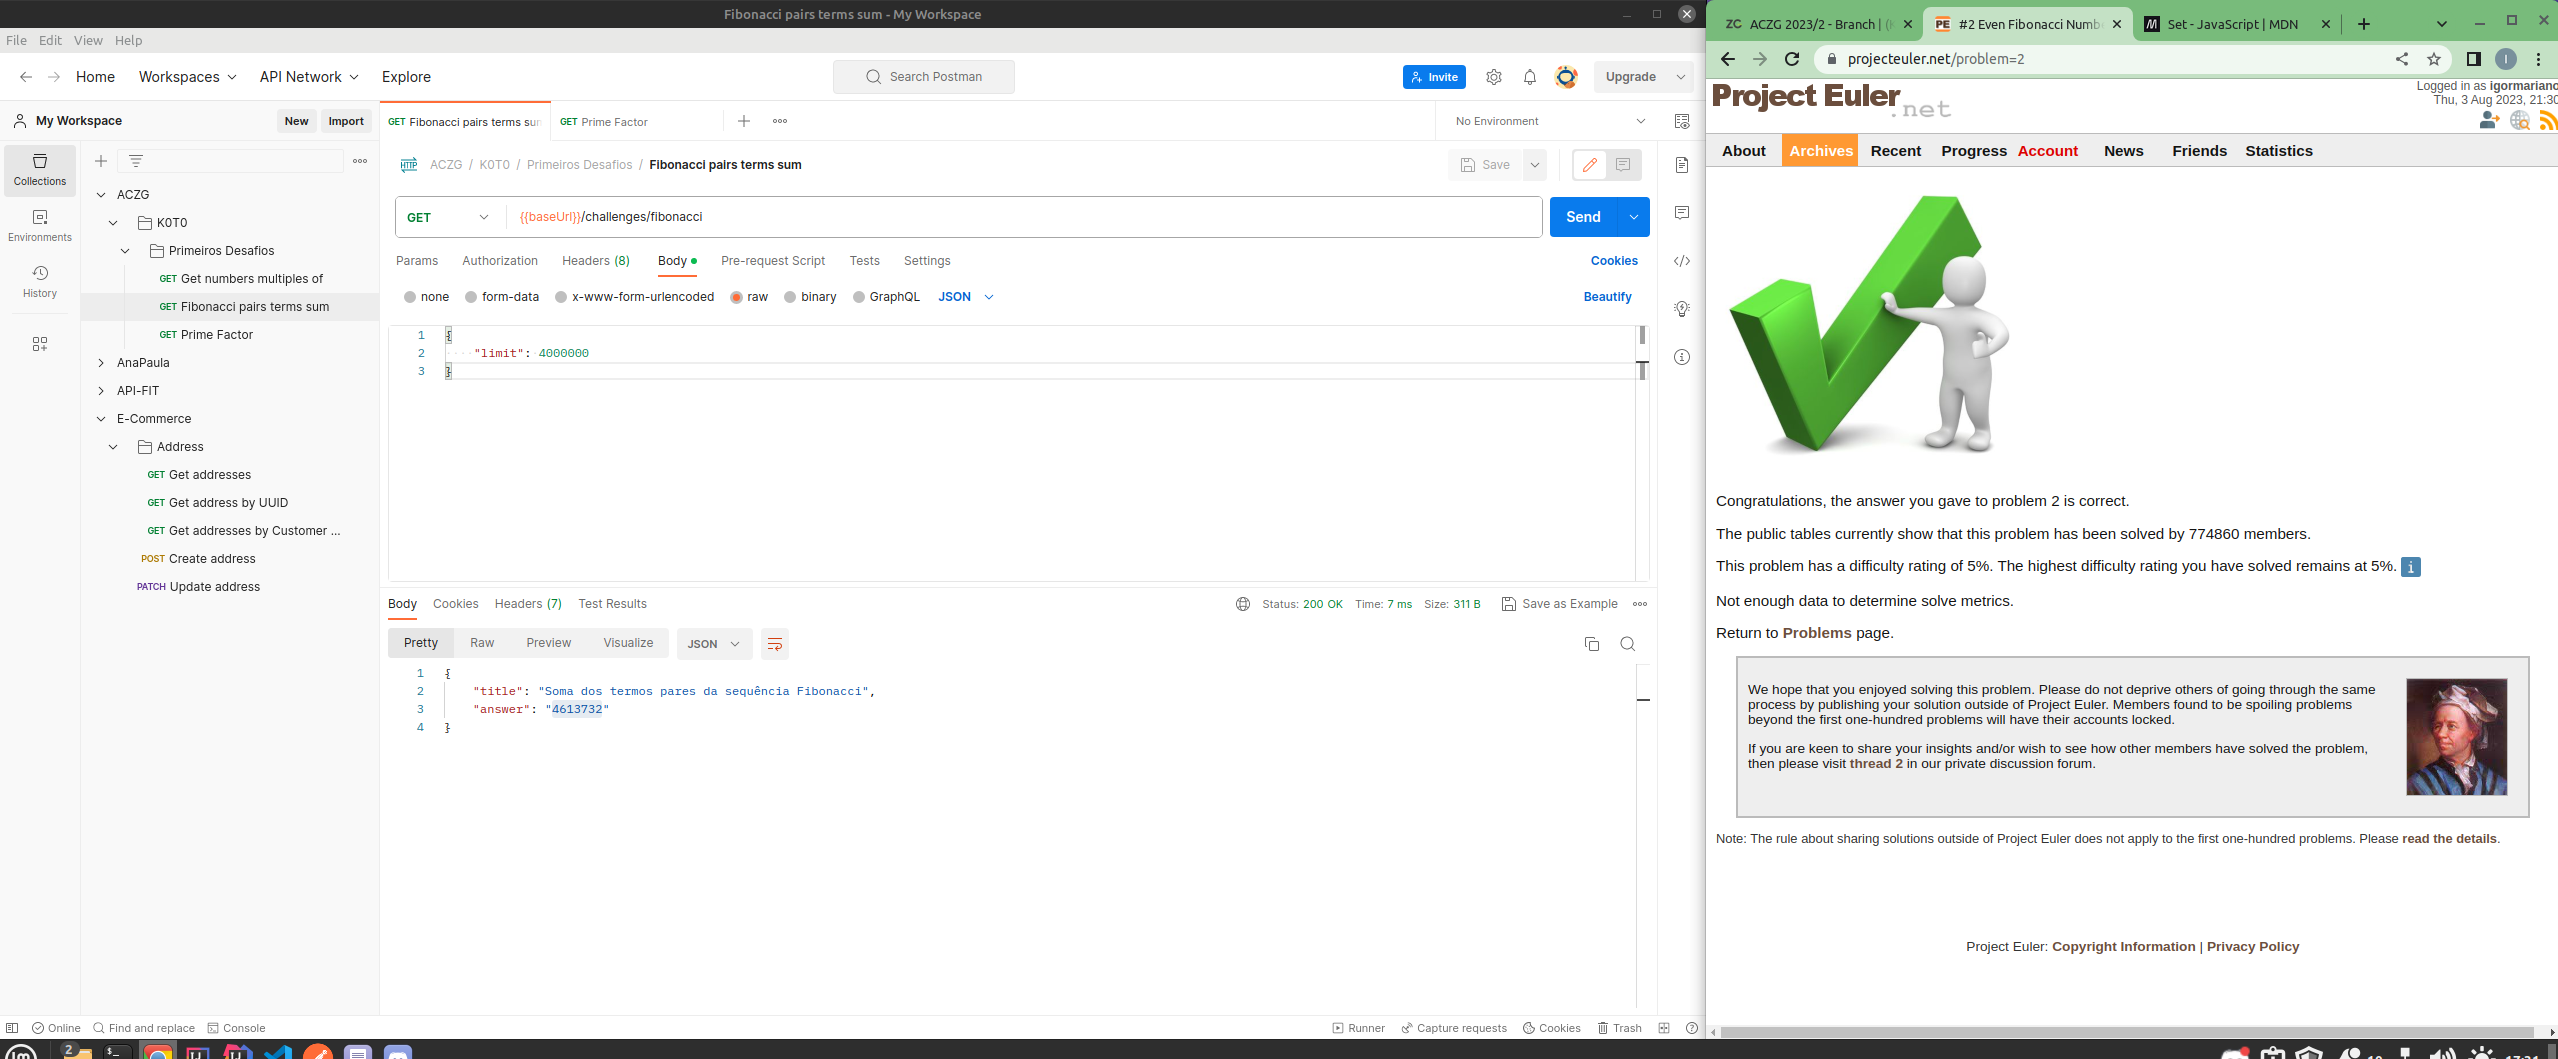 Fibonacci pairs terms sum - My Workspace
File Edit View Help
Home Workspaces API Network Explore
Search Postman
Invite
Upgrade
My Workspace
New Import
GET Fibonacci pairs terms sum
GET Prime Factor
No Environment
Collections
Environments
History
ACZG
K0T0
Primeiros Desafios
GET Get numbers multiples of
GET Fibonacci pairs terms sum
GET Prime Factor
AnaPaula
API-FIT
E-Commerce
Address
GET Get addresses
GET Get address by UUID
GET Get addresses by Customer ...
POST Create address
PATCH Update address
HTTP ACZG / K0T0 / Primeiros Desafios / Fibonacci pairs terms sum
Save
GET {{baseUrl}}/challenges/fibonacci
Send
Params Authorization Headers (8) Body Pre-request Script Tests Settings
Cookies
none form-data x-www-form-urlencoded raw binary GraphQL JSON
Beautify
1 {
2 "limit": 4000000
3 }
Body Cookies Headers (7) Test Results
Status: 200 OK Time: 7 ms Size: 311 B Save as Example
Pretty Raw Preview Visualize JSON
1 {
2 "title": "Soma dos termos pares da sequência Fibonacci",
3 "answer": "4613732"
4 }
Online Find and replace Console
Runner Capture requests Cookies Trash
ZC ACZG 2023/2 - Branch | (
PE #2 Even Fibonacci Numb
Set - JavaScript | MDN
projecteuler.net/problem=2
I
Project Euler .net
Logged in as igormariano
Thu, 3 Aug 2023, 21:30
About Archives Recent Progress Account News Friends Statistics
Congratulations, the answer you gave to problem 2 is correct.
The public tables currently show that this problem has been solved by 774860 members.
This problem has a difficulty rating of 5%. The highest difficulty rating you have solved remains at 5%. i
Not enough data to determine solve metrics.
Return to Problems page.
We hope that you enjoyed solving this problem. Please do not deprive others of going through the same
process by publishing your solution outside of Project Euler. Members found to be spoiling problems
beyond the first one-hundred problems will have their accounts locked.
If you are keen to share your insights and/or wish to see how other members have solved the problem,
then please visit thread 2 in our private discussion forum.
Note: The rule about sharing solutions outside of Project Euler does not apply to the first one-hundred problems. Please read the details.
Project Euler: Copyright Information | Privacy Policy
2